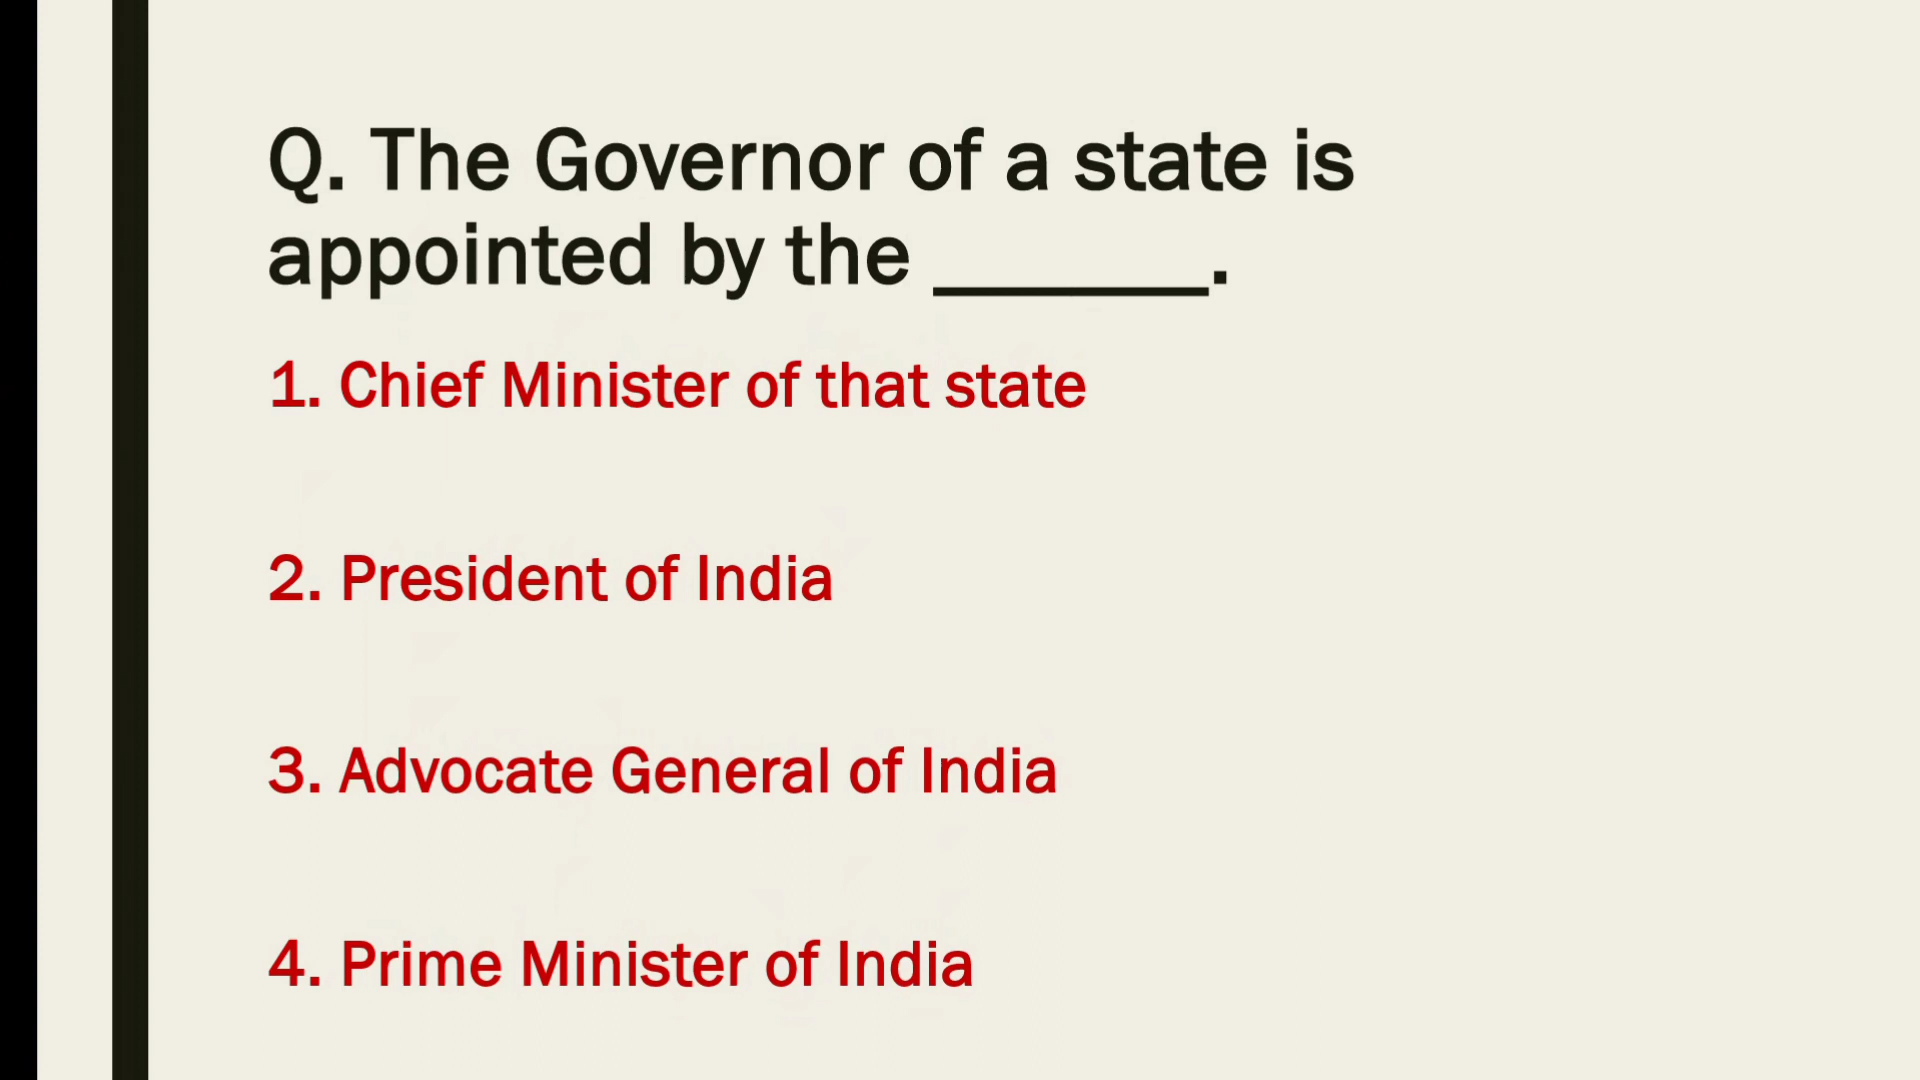 Q. The Governor of a state is
appointed by the ______.
1. Chief Minister of that state
2. President of India
3. Advocate General of India
4. Prime Minister of India